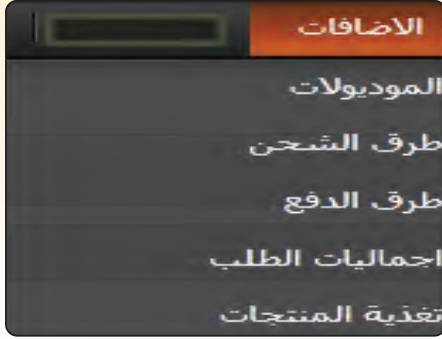 الاضافات
الموديولات
طرق الشحن
طرق الدفع
اجماليات الطلب
تغذية المنتجات